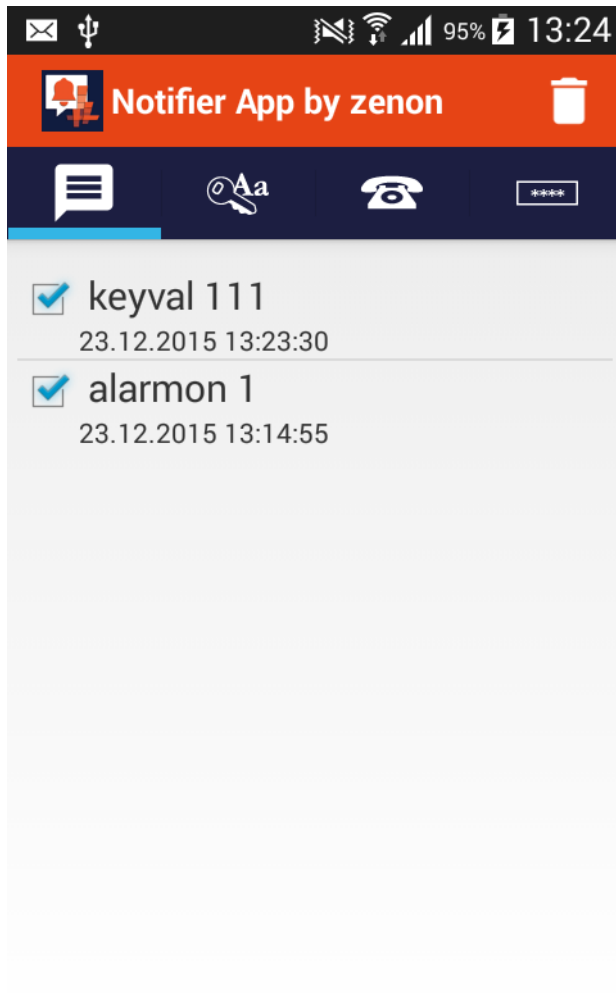 95% 13:24
Notifier App by zenon
Aa ****
keyval 111
23.12.2015 13:23:30
alarmon 1
23.12.2015 13:14:55